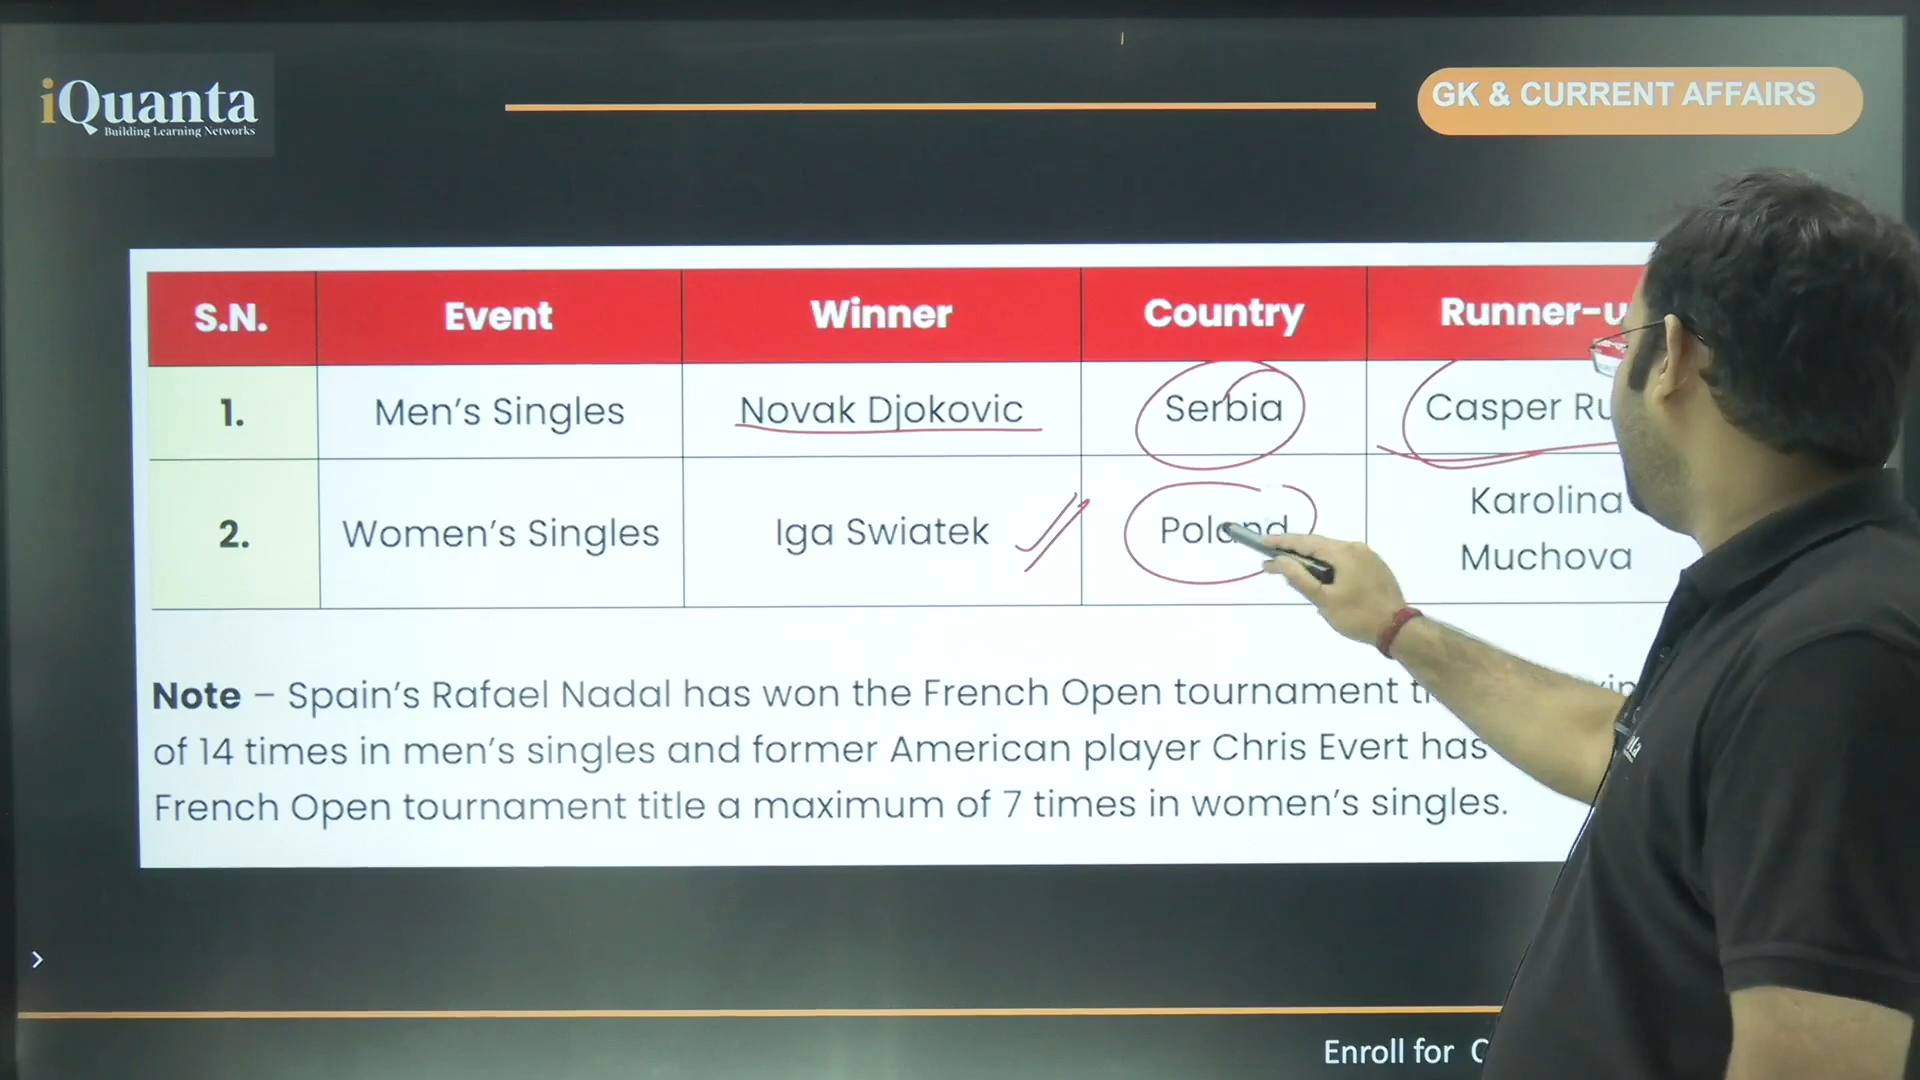 iQuanta
Building Learning Networks
GK & CURRENT AFFAIRS
S.N. Event Winner Country
1. Men's Singles Novak Djokovic Serbia Casper
2. Women's Singles Iga Swiatek Poland Karolina
Muchova
Note – Spain's Rafael Nadal has won the French Open tournament
of 14 times in men's singles and former American player Chris Evert has
French Open tournament title a maximum of 7 times in women's singles.
Enroll for